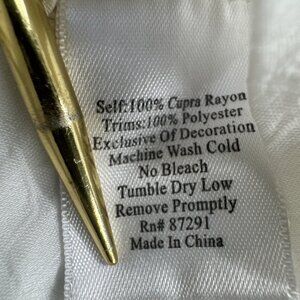 Self:100% Cupra Rayon
Trims:100% Polyester
Exclusive Of Decoration
Machine Wash Cold
No Bleach
Tumble Dry Low
Remove Promptly
Rn# 87291
Made In China